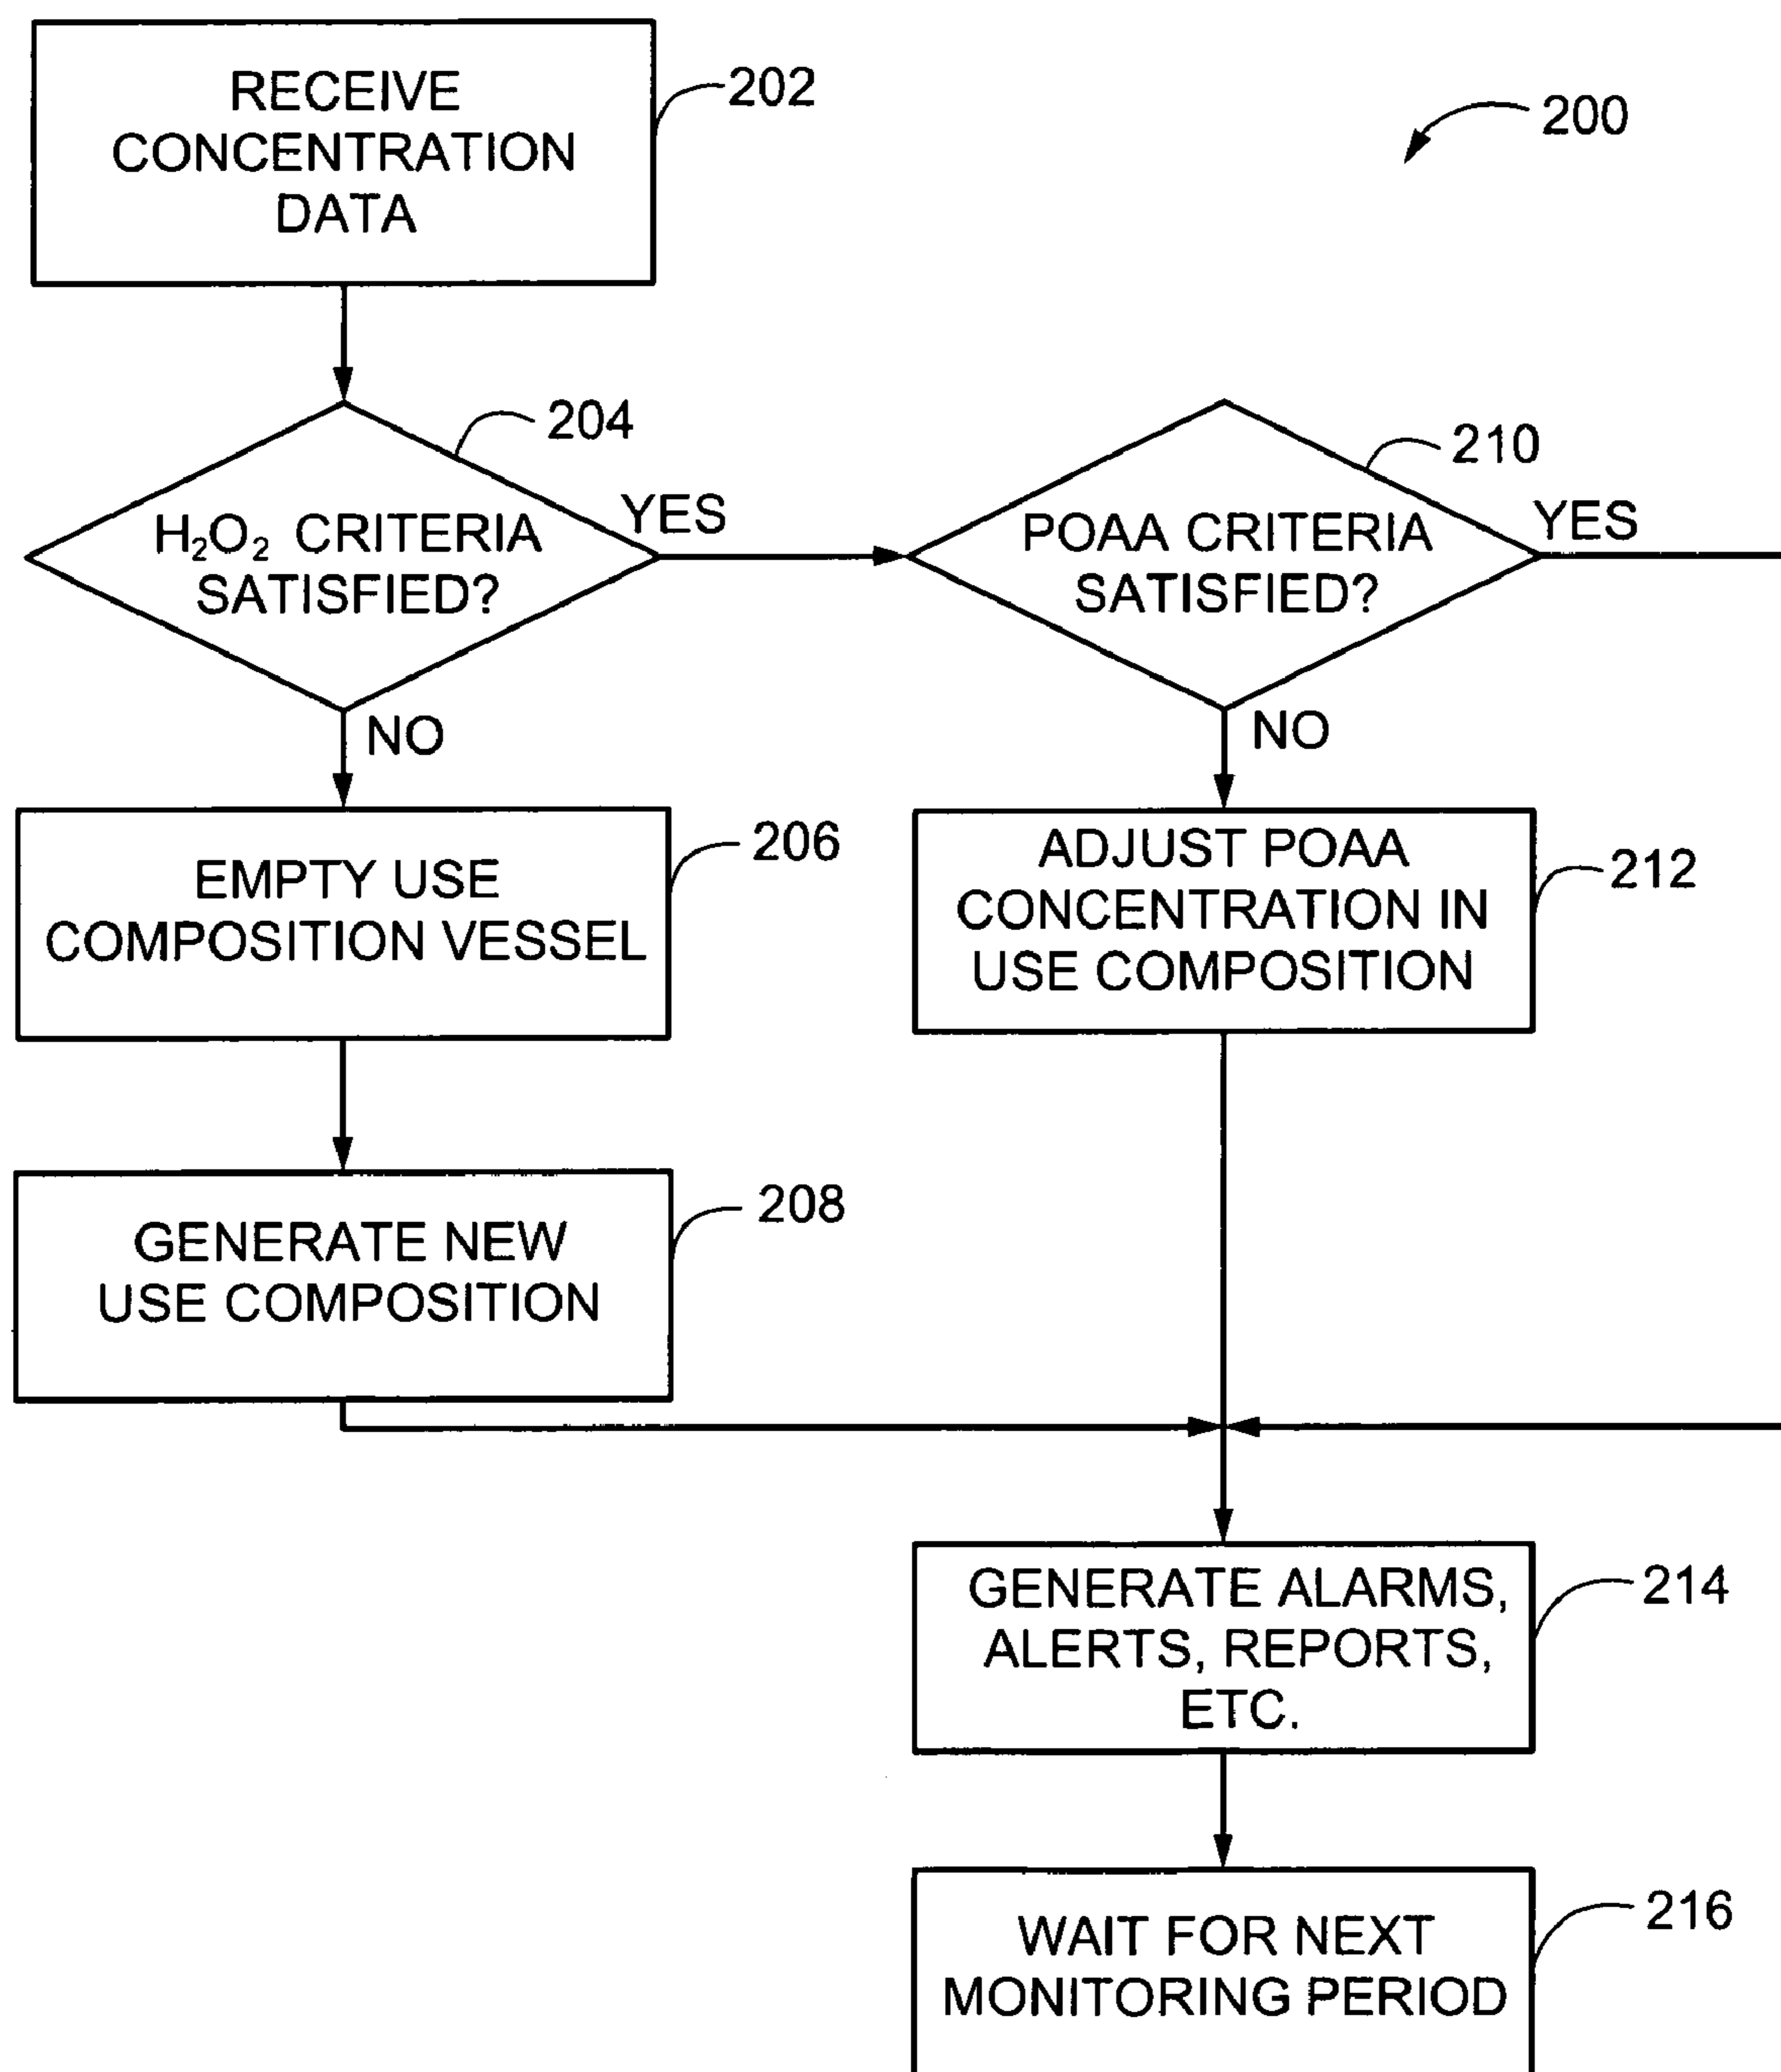 RECEIVE
CONCENTRATION
DATA
202
200
H₂O₂ CRITERIA
SATISFIED?
204
YES
NO
POAA CRITERIA
SATISFIED?
210
YES
NO
EMPTY USE
COMPOSITION VESSEL
206
ADJUST POAA
CONCENTRATION IN
USE COMPOSITION
212
GENERATE NEW
USE COMPOSITION
208
GENERATE ALARMS,
ALERTS, REPORTS,
ETC.
214
WAIT FOR NEXT
MONITORING PERIOD
216